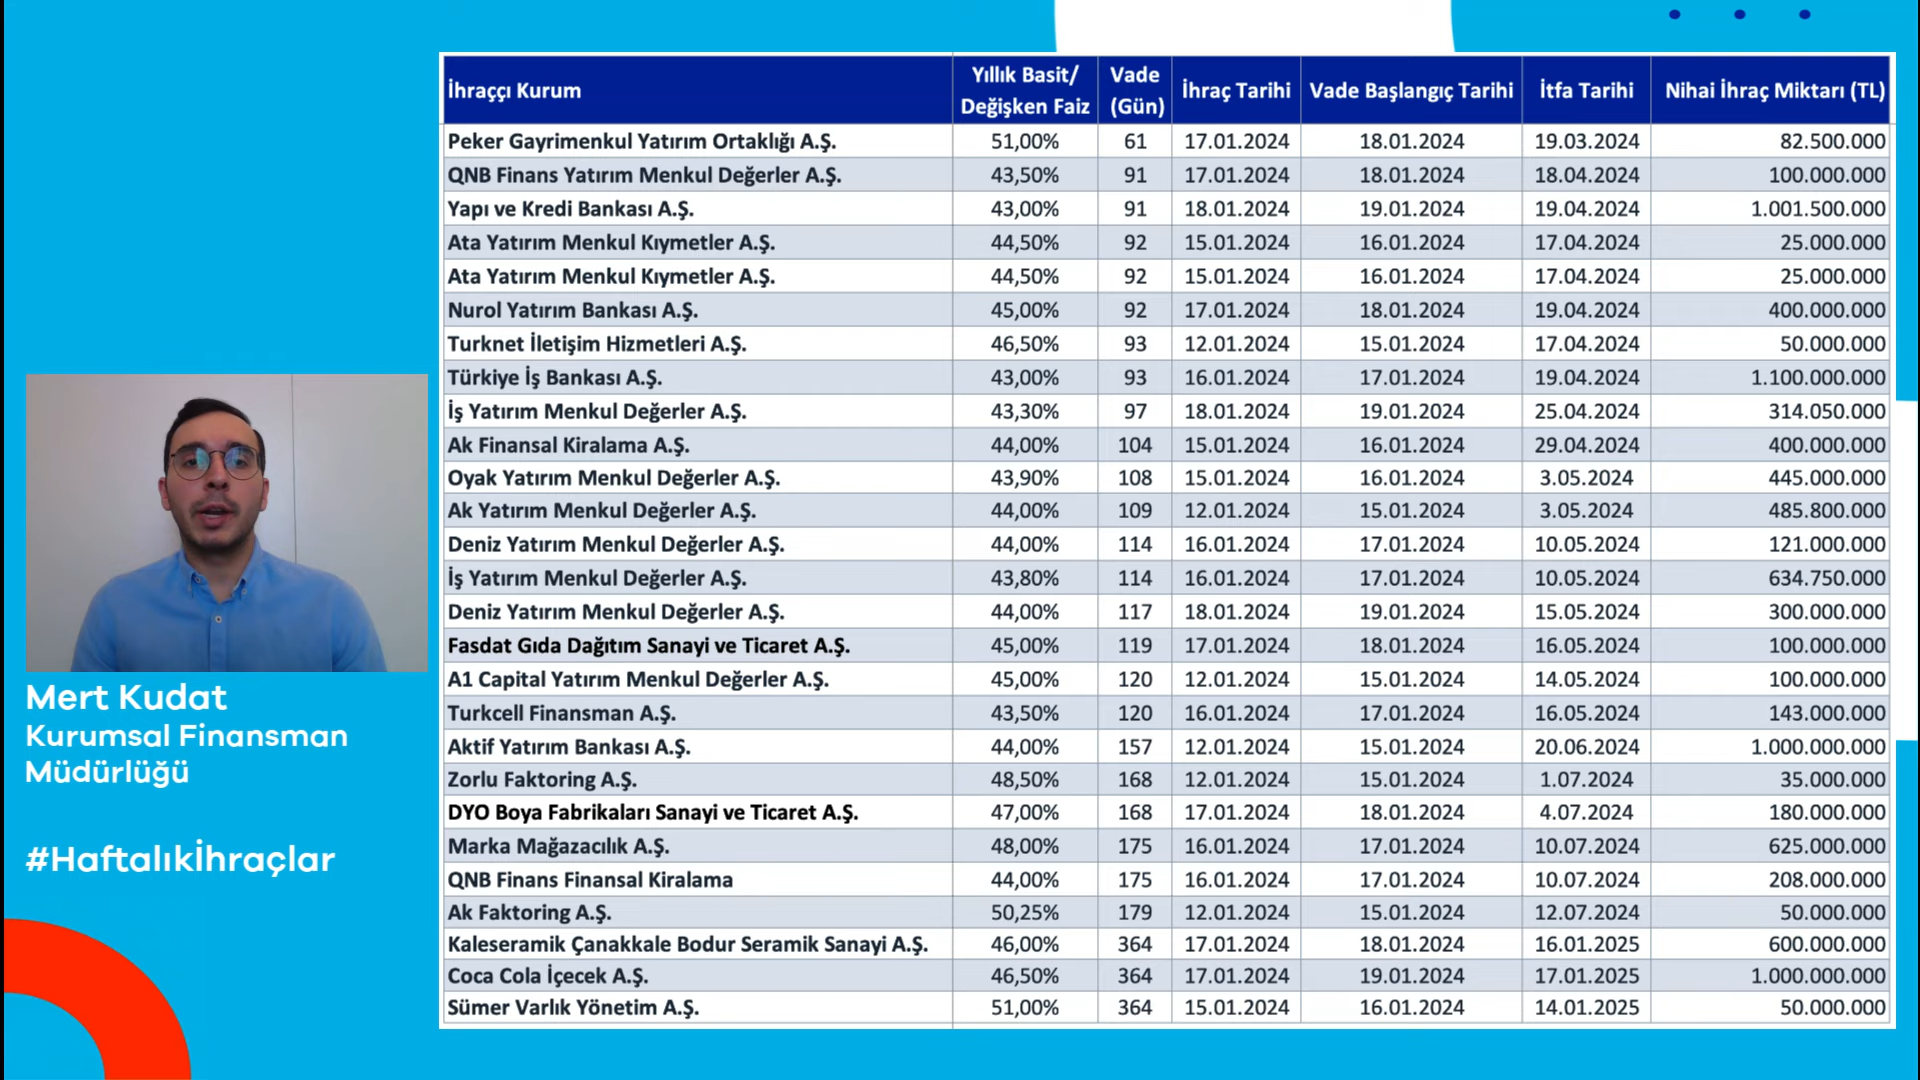 İhraççı Kurum Yıllık Basit/ Değişken Faiz Vade (Gün) İhraç Tarihi Vade Başlangıç Tarihi İtfa Tarihi Nihai İhraç Miktarı (TL)
Peker Gayrimenkul Yatırım Ortaklığı A.Ş. 51,00% 61 17.01.2024 18.01.2024 19.03.2024 82.500.000
QNB Finans Yatırım Menkul Değerler A.Ş. 43,50% 91 17.01.2024 18.01.2024 18.04.2024 100.000.000
Yapı ve Kredi Bankası A.Ş. 43,00% 91 18.01.2024 19.01.2024 19.04.2024 1.001.500.000
Ata Yatırım Menkul Kıymetler A.Ş. 44,50% 92 15.01.2024 16.01.2024 17.04.2024 25.000.000
Ata Yatırım Menkul Kıymetler A.Ş. 44,50% 92 15.01.2024 16.01.2024 17.04.2024 25.000.000
Nurol Yatırım Bankası A.Ş. 45,00% 92 17.01.2024 18.01.2024 19.04.2024 400.000.000
Turknet İletişim Hizmetleri A.Ş. 46,50% 93 12.01.2024 15.01.2024 17.04.2024 50.000.000
Türkiye İş Bankası A.Ş. 43,00% 93 16.01.2024 17.01.2024 19.04.2024 1.100.000.000
İş Yatırım Menkul Değerler A.Ş. 43,30% 97 18.01.2024 19.01.2024 25.04.2024 314.050.000
Ak Finansal Kiralama A.Ş. 44,00% 104 15.01.2024 16.01.2024 29.04.2024 400.000.000
Oyak Yatırım Menkul Değerler A.Ş. 43,90% 108 15.01.2024 16.01.2024 3.05.2024 445.000.000
Ak Yatırım Menkul Değerler A.Ş. 44,00% 109 12.01.2024 15.01.2024 3.05.2024 485.800.000
Deniz Yatırım Menkul Değerler A.Ş. 44,00% 114 16.01.2024 17.01.2024 10.05.2024 121.000.000
İş Yatırım Menkul Değerler A.Ş. 43,80% 114 16.01.2024 17.01.2024 10.05.2024 634.750.000
Deniz Yatırım Menkul Değerler A.Ş. 44,00% 117 18.01.2024 19.01.2024 15.05.2024 300.000.000
Fasdat Gıda Dağıtım Sanayi ve Ticaret A.Ş. 45,00% 119 17.01.2024 18.01.2024 16.05.2024 100.000.000
A1 Capital Yatırım Menkul Değerler A.Ş. 45,00% 120 12.01.2024 15.01.2024 14.05.2024 100.000.000
Turkcell Finansman A.Ş. 43,50% 120 16.01.2024 17.01.2024 16.05.2024 143.000.000
Aktif Yatırım Bankası A.Ş. 44,00% 157 12.01.2024 15.01.2024 20.06.2024 1.000.000.000
Zorlu Faktoring A.Ş. 48,50% 168 12.01.2024 15.01.2024 1.07.2024 35.000.000
DYO Boya Fabrikaları Sanayi ve Ticaret A.Ş. 47,00% 168 17.01.2024 18.01.2024 4.07.2024 180.000.000
Marka Mağazacılık A.Ş. 48,00% 175 16.01.2024 17.01.2024 10.07.2024 625.000.000
QNB Finans Finansal Kiralama 44,00% 175 16.01.2024 17.01.2024 10.07.2024 208.000.000
Ak Faktoring A.Ş. 50,25% 179 12.01.2024 15.01.2024 12.07.2024 50.000.000
Kaleseramik Çanakkale Bodur Seramik Sanayi A.Ş. 46,00% 364 17.01.2024 18.01.2024 16.01.2025 600.000.000
Coca Cola İçecek A.Ş. 46,50% 364 17.01.2024 19.01.2024 17.01.2025 1.000.000.000
Sümer Varlık Yönetim A.Ş. 51,00% 364 15.01.2024 16.01.2024 14.01.2025 50.000.000
Mert Kudat
Kurumsal Finansman
Müdürlüğü
#Haftalıkİhraçlar